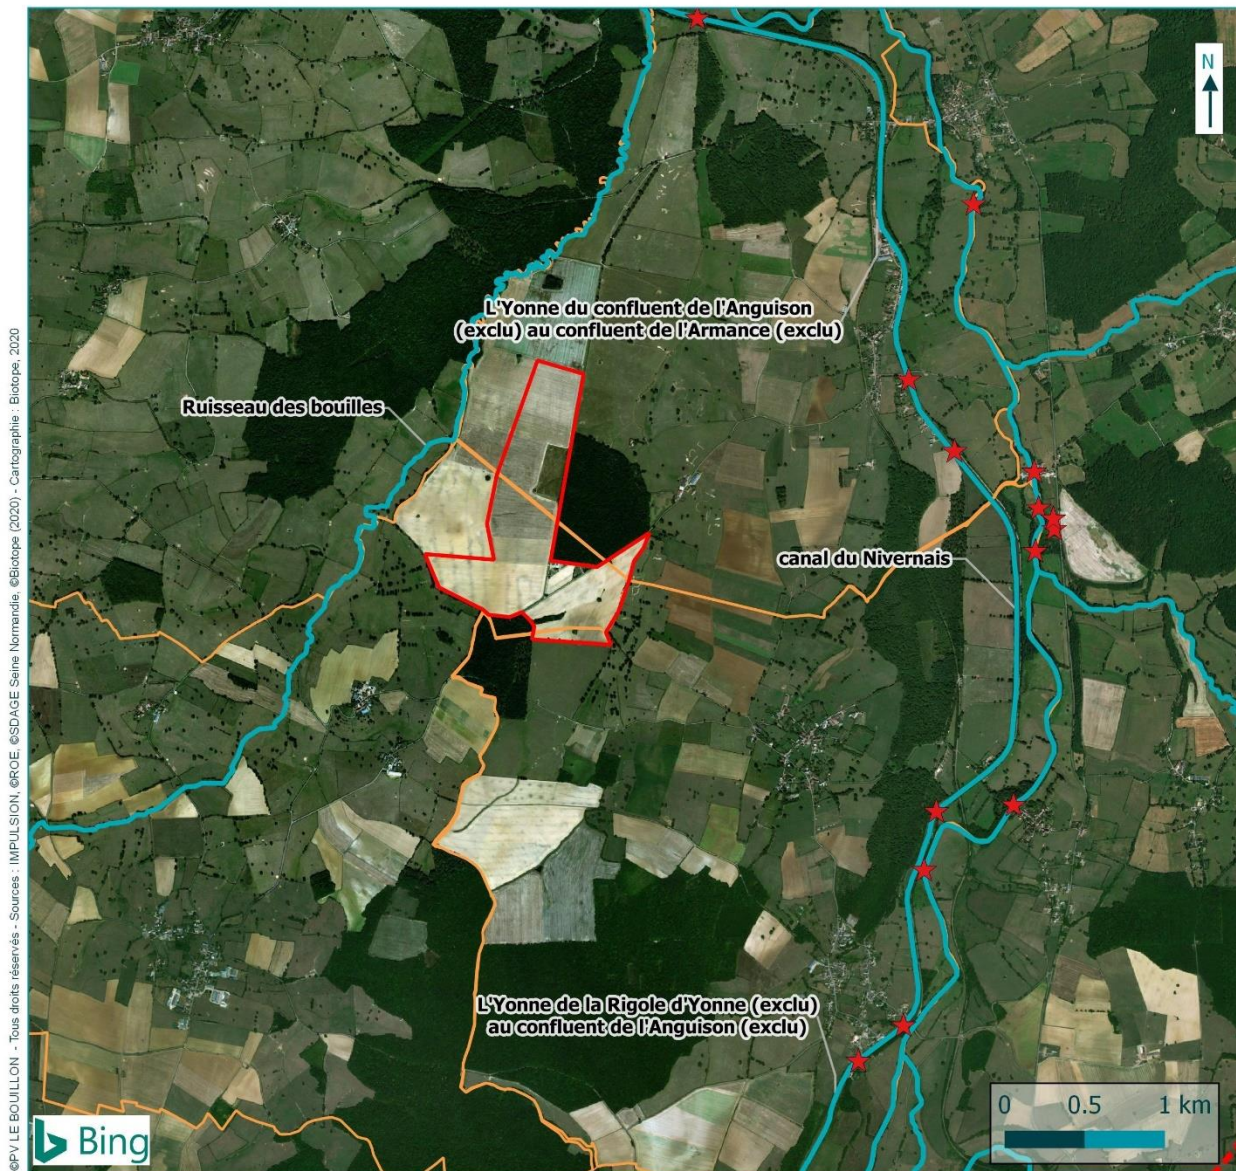 N
L'Yonne du confluent de l'Anguison
(exclu) au confluent de l'Armance (exclu)
Ruisseau des bouilles
canal du Nivernais
L'Yonne de la Rigole d'Yonne (exclu)
au confluent de l'Anguison (exclu)
0 0.5 1 km
Bing
©PV LE BOUILLON - Tous droits réservés - Sources : IMPULSION, ©ROE, ©SDAGE Seine Normandie, ©Biotope (2020) - Cartographie : Biotope, 2020